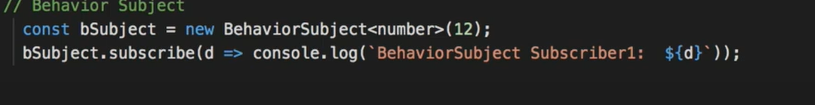 // Behavior Subject
const bSubject = new BehaviorSubject<number>(12);
bSubject.subscribe(d => console.log(`BehaviorSubject Subscriber1:  ${d}`));